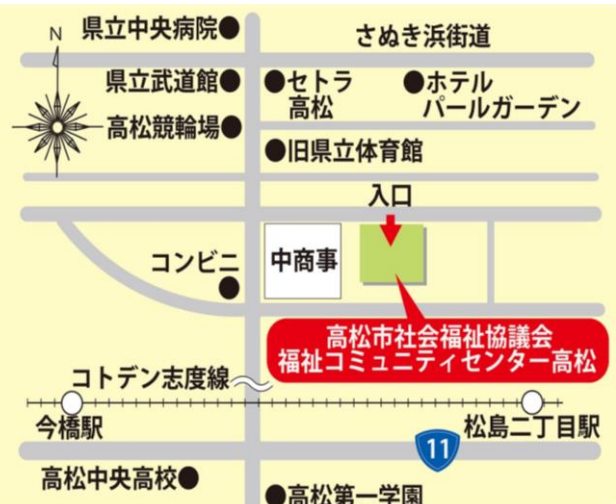 N
県立中央病院
さぬき浜街道
県立武道館
セトラ
高松
ホテル
パールガーデン
高松競輪場
旧県立体育館
入口
コンビニ
中商事
高松市社会福祉協議会
福祉コミュニティセンター高松
コトデン志度線
今橋駅
松島二丁目駅
11
高松中央高校
高松第一学園